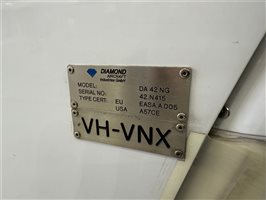 DIAMOND
AIRCRAFT
Industries GmbH
MODEL: DA 42 NG
SERIAL NO.: 42.N415
TYPE CERT.: EU EASA.A.005
USA A57CE
VH-VNX